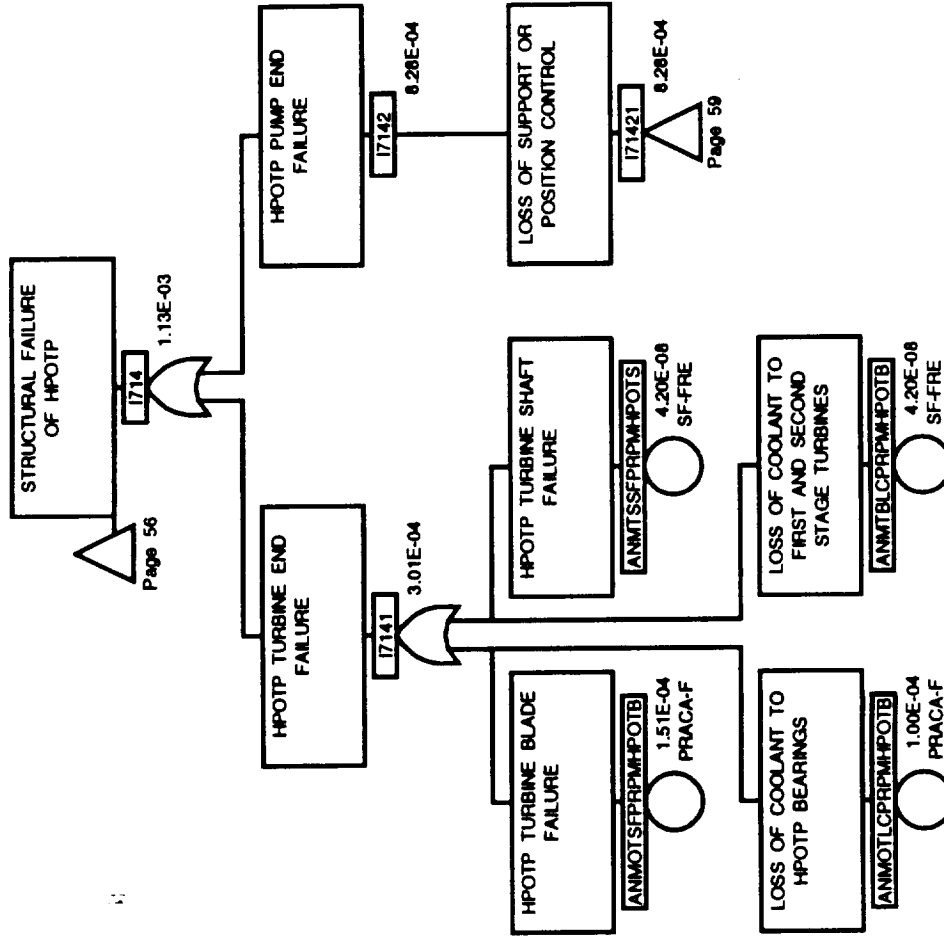 STRUCTURAL FAILURE
OF HPOTP
I714
1.13E-03
Page 56
HPOTP TURBINE END
FAILURE
I7141
3.01E-04
HPOTP PUMP END
FAILURE
I7142
8.28E-04
HPOTP TURBINE BLADE
FAILURE
ANMOTSFPRPMHPOTB
1.51E-04
PRACA-F
HPOTP TURBINE SHAFT
FAILURE
ANMTSSFPRPMHPOTS
4.20E-08
SF-FRE
LOSS OF SUPPORT OR
POSITION CONTROL
I71421
8.28E-04
Page 59
LOSS OF COOLANT TO
HPOTP BEARINGS
ANMOTLCPRPMHPOTB
1.00E-04
PRACA-F
LOSS OF COOLANT TO
FIRST AND SECOND
STAGE TURBINES
ANMTBLCPRPMHPOTB
4.20E-08
SF-FRE